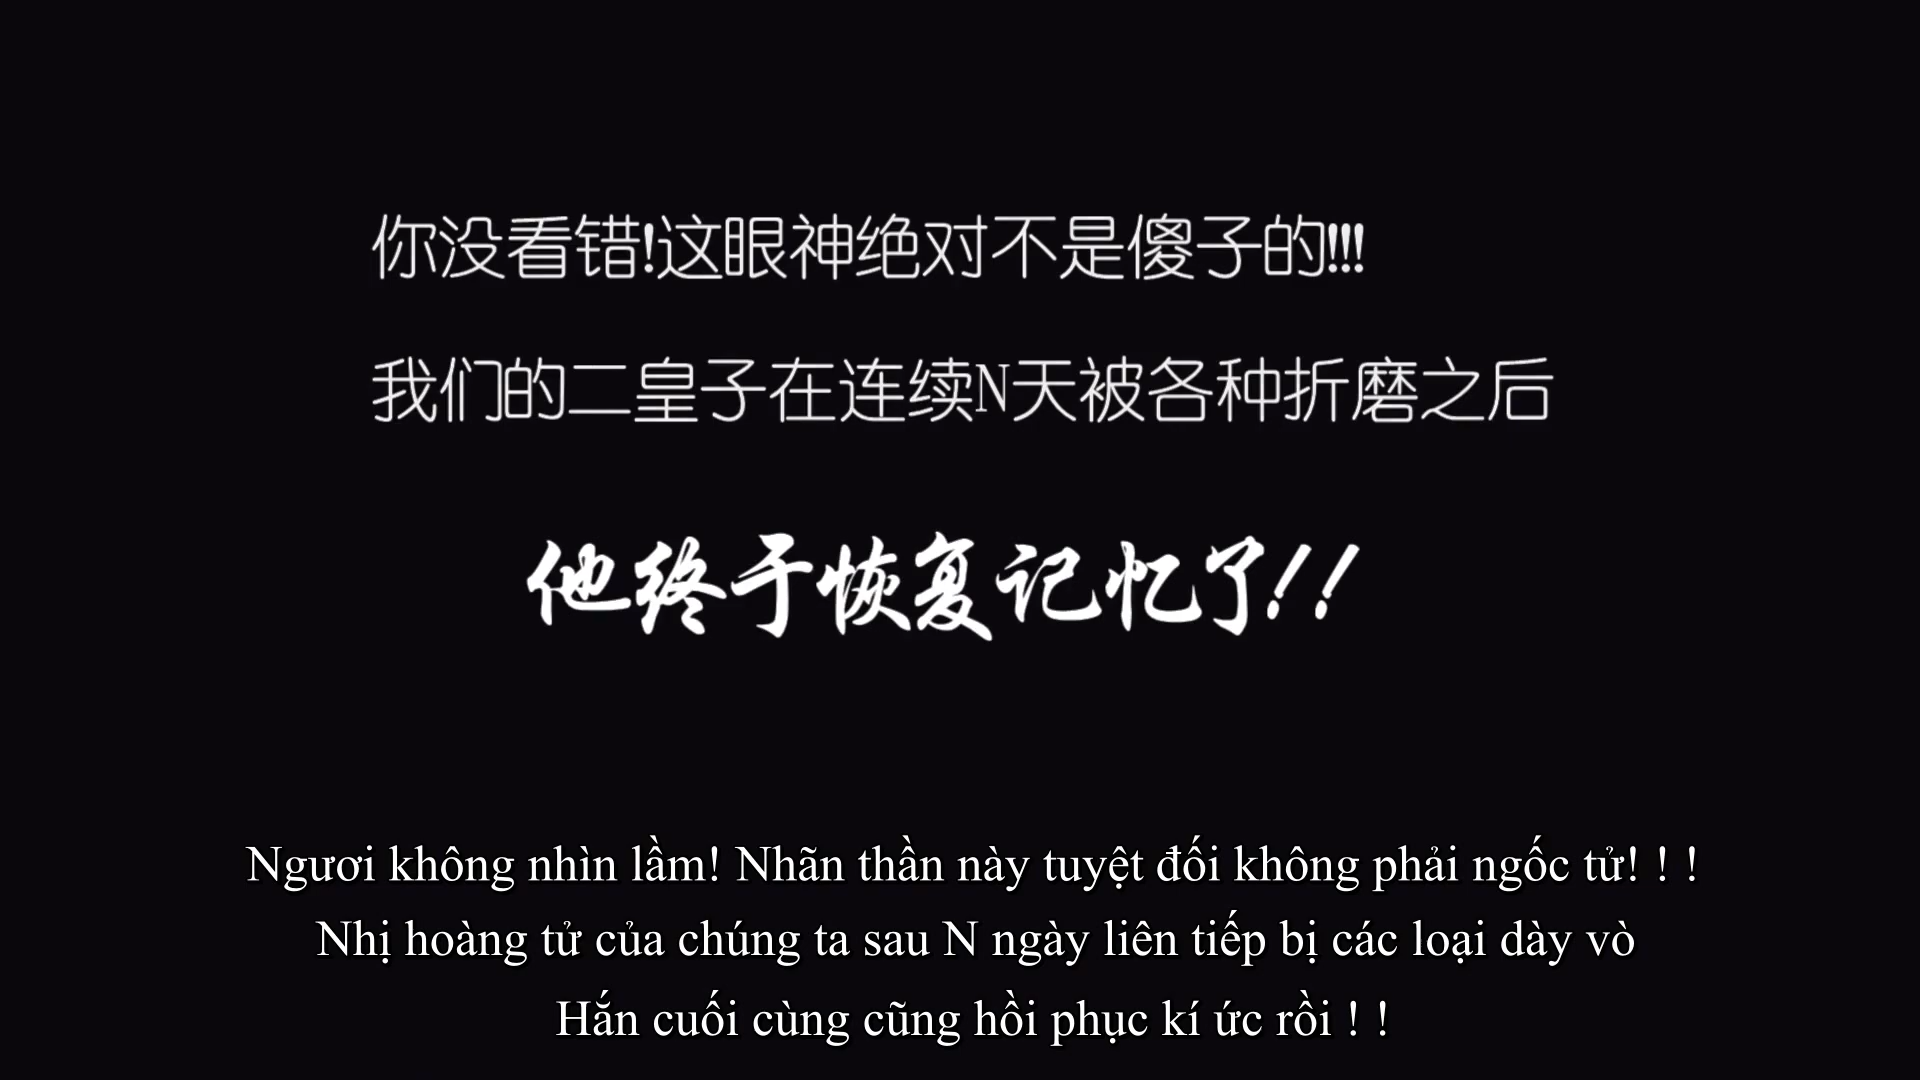 你没看错!这眼神绝对不是傻子的!!!
我们的二皇子在连续N天被各种折磨之后
他终于恢复记忆了!!
Ngươi không nhìn lầm! Nhãn thần này tuyệt đối không phải ngốc tử! ! !
Nhị hoàng tử của chúng ta sau N ngày liên tiếp bị các loại dày vò
Hắn cuối cùng cũng hồi phục kí ức rồi ! !